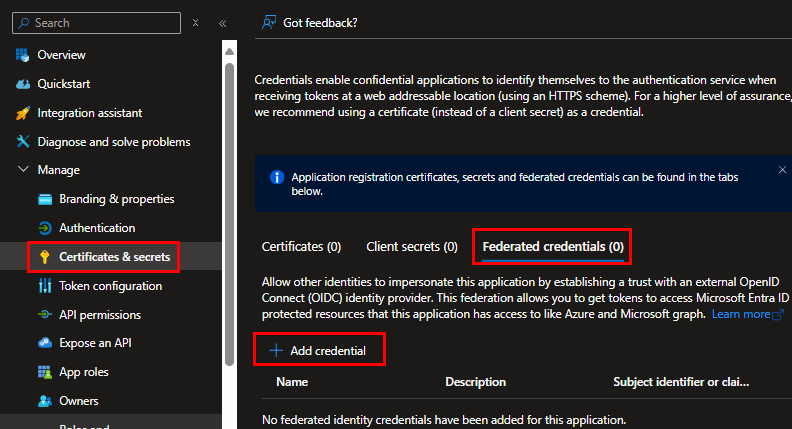 Search
Overview
Quickstart
Integration assistant
Diagnose and solve problems
Manage
Branding & properties
Authentication
Certificates & secrets
Token configuration
API permissions
Expose an API
App roles
Owners
Roles and
Got feedback?
Credentials enable confidential applications to identify themselves to the authentication service when
receiving tokens at a web addressable location (using an HTTPS scheme). For a higher level of assurance,
we recommend using a certificate (instead of a client secret) as a credential.
Application registration certificates, secrets and federated credentials can be found in the tabs
below.
Certificates (0) Client secrets (0) Federated credentials (0)
Allow other identities to impersonate this application by establishing a trust with an external OpenID
Connect (OIDC) identity provider. This federation allows you to get tokens to access Microsoft Entra ID
protected resources that this application has access to like Azure and Microsoft graph. Learn more
Add credential
Name Description Subject identifier or clai...
No federated identity credentials have been added for this application.